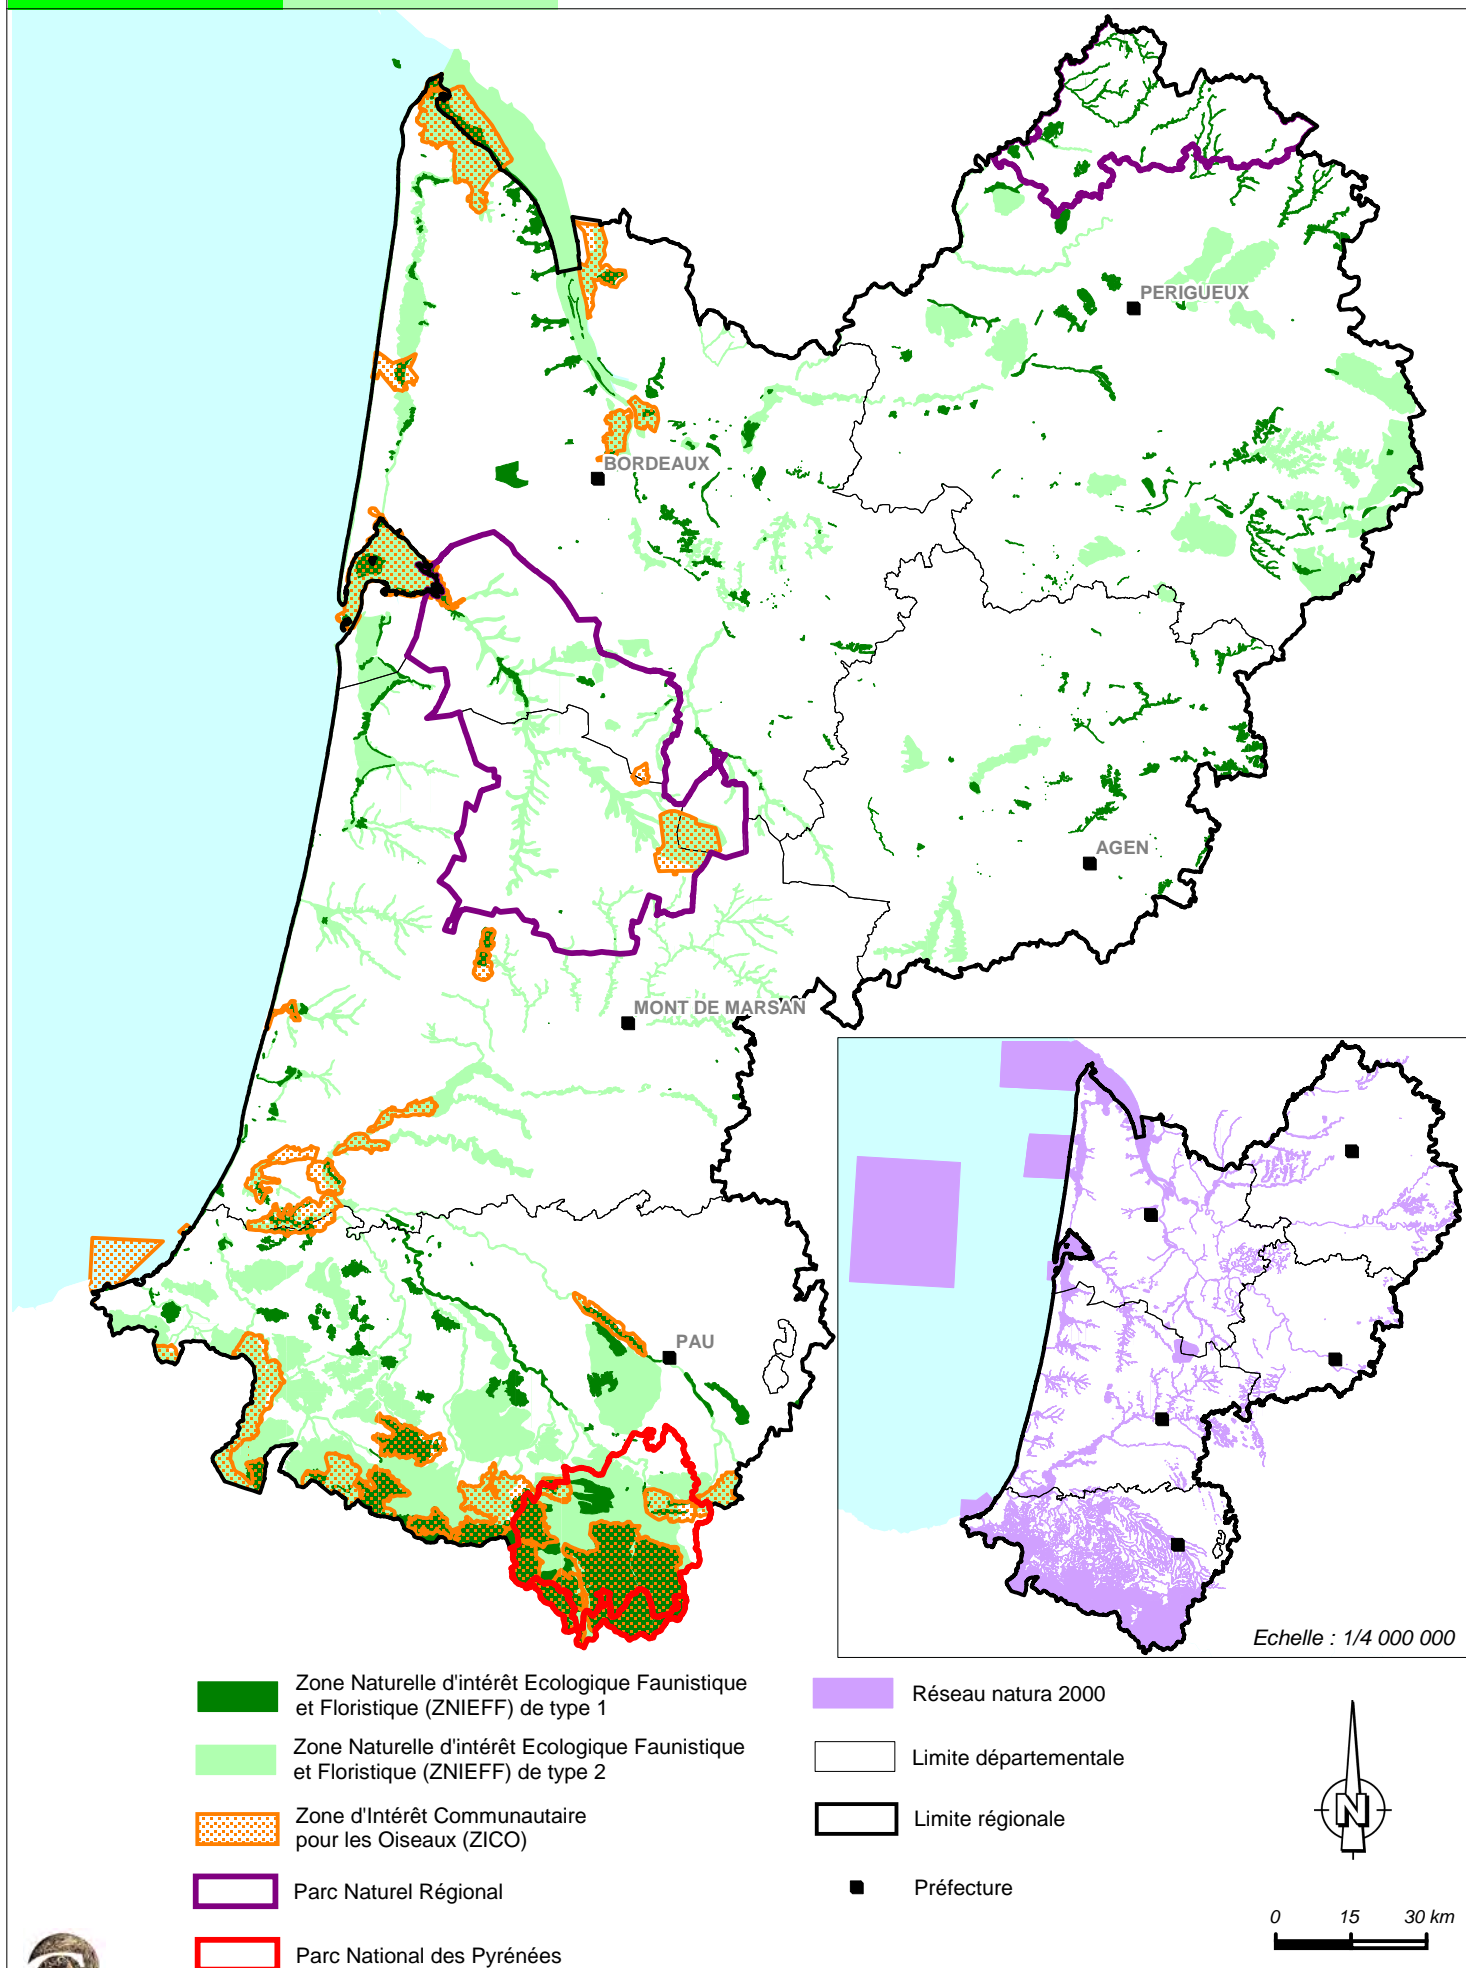 PERIGUEUX
BORDEAUX
AGEN
MONT DE MARSAN
PAU
Echelle : 1/4 000 000
Zone Naturelle d'intérêt Ecologique Faunistique
et Floristique (ZNIEFF) de type 1
Zone Naturelle d'intérêt Ecologique Faunistique
et Floristique (ZNIEFF) de type 2
Zone d'Intérêt Communautaire
pour les Oiseaux (ZICO)
Parc Naturel Régional
Parc National des Pyrénées
Réseau natura 2000
Limite départementale
Limite régionale
Préfecture
N
0 15 30 km